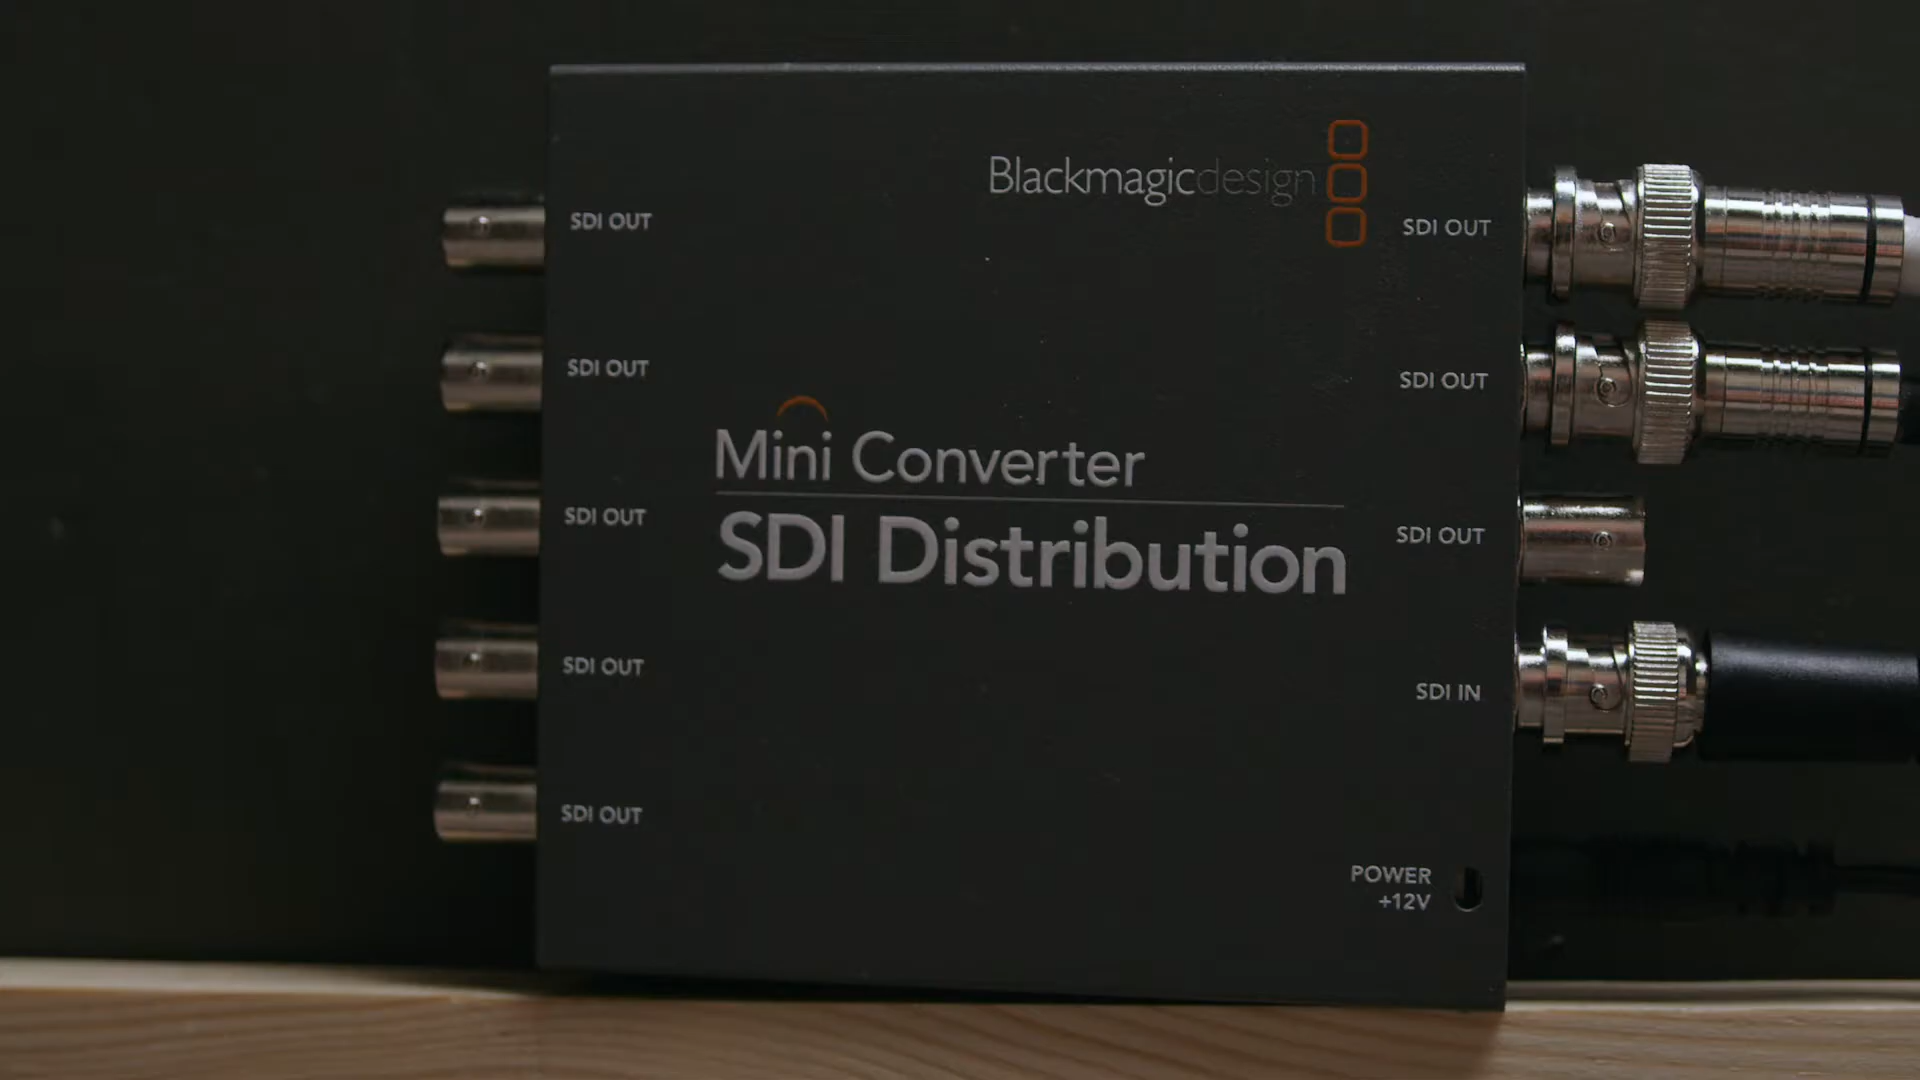 Blackmagicdesign
SDI OUT
SDI OUT
SDI OUT
SDI OUT
Mini Converter
SDI Distribution
SDI OUT
SDI OUT
SDI OUT
SDI IN
SDI OUT
POWER
+12V